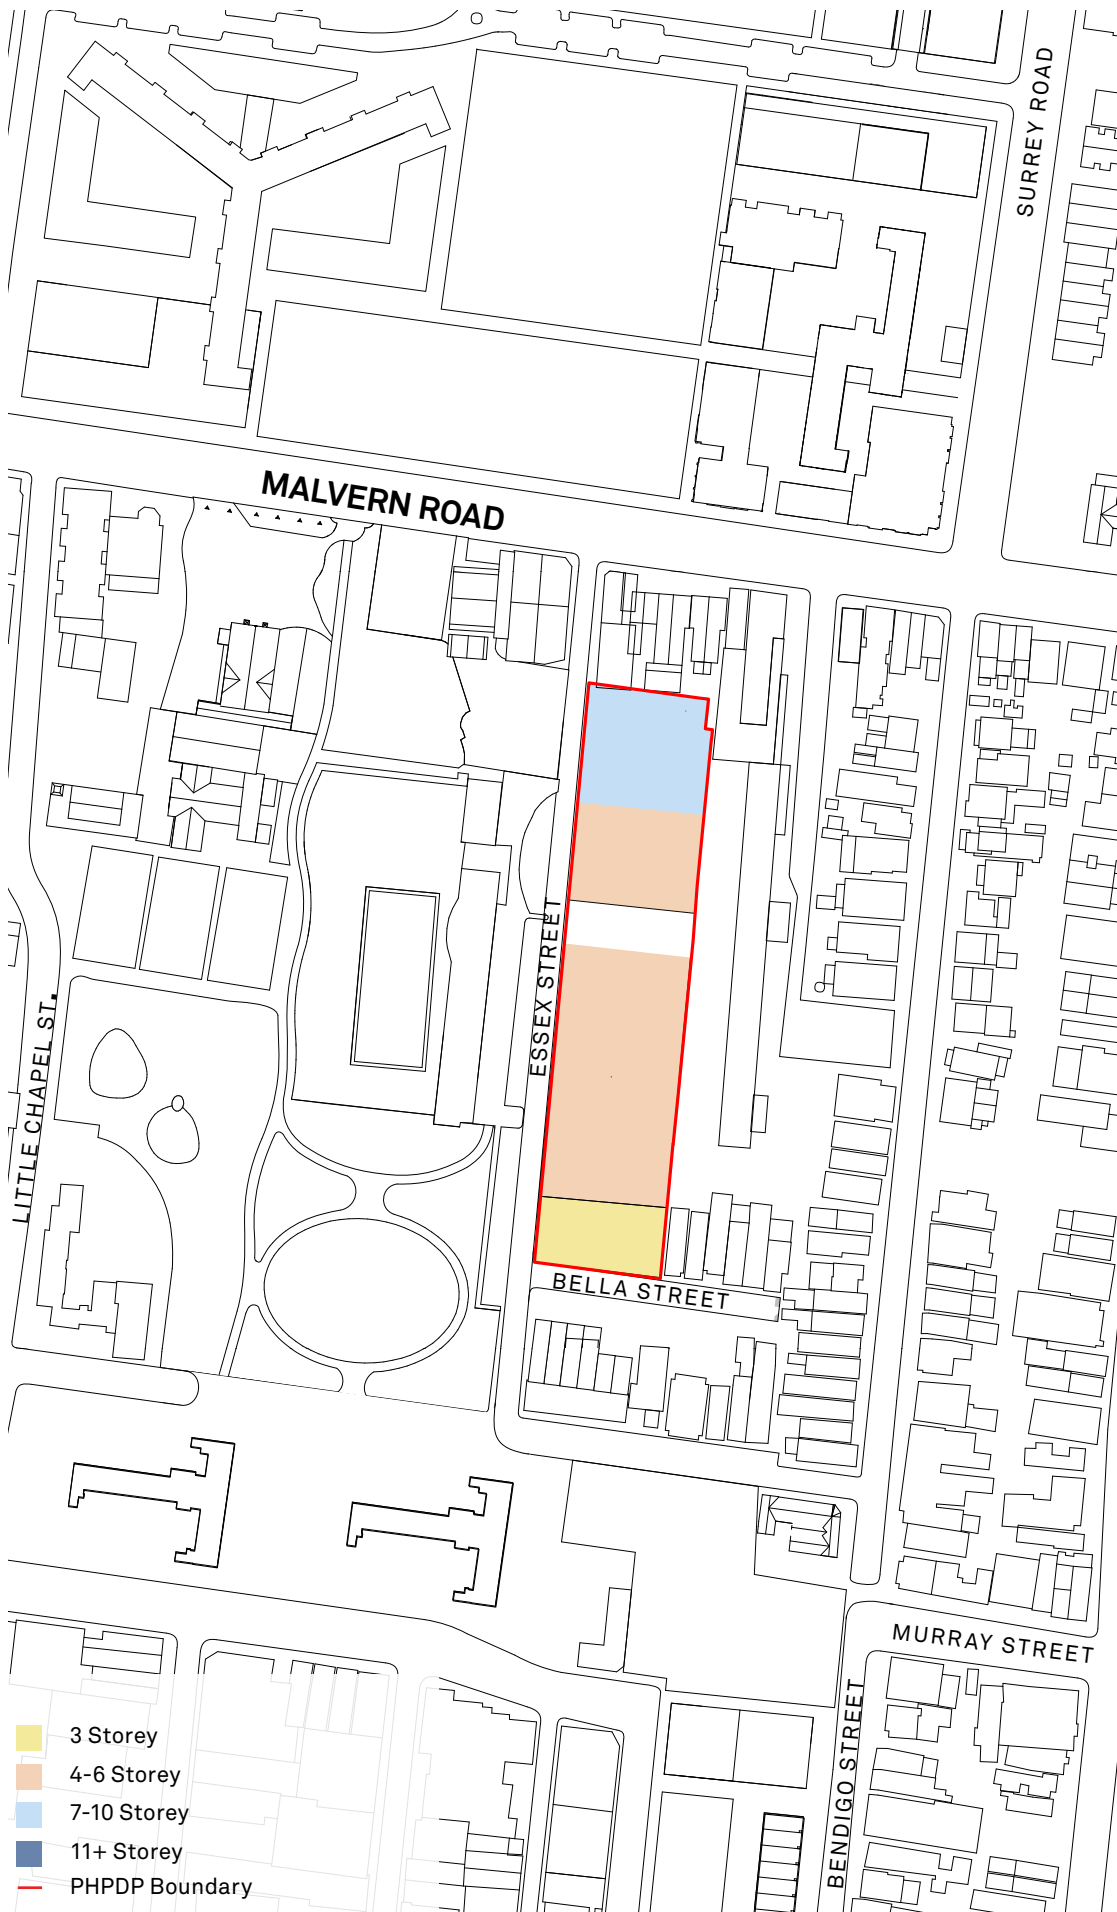 SURREY ROAD
MALVERN ROAD
ESSEX STREET
LITTLE CHAPEL ST.
BELLA STREET
MURRAY STREET
BENDIGO STREET
3 Storey
4-6 Storey
7-10 Storey
11+ Storey
PHPDP Boundary